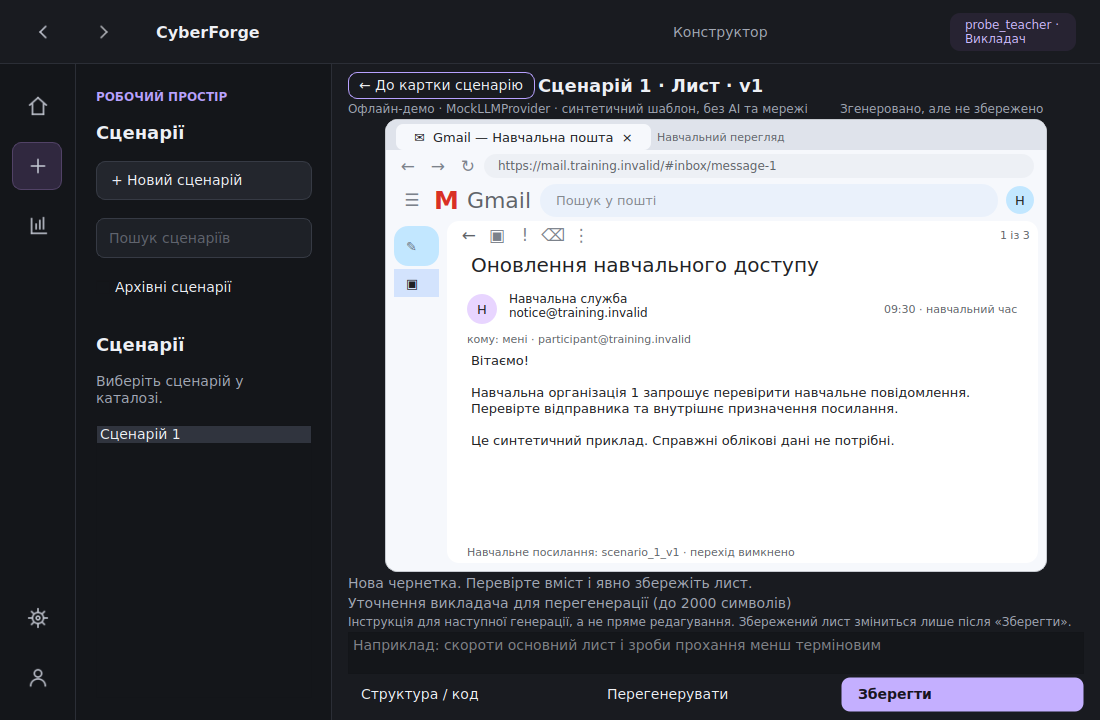 CyberForge
Конструктор
probe_teacher ·
Викладач
РОБОЧИЙ ПРОСТІР
Сценарії
+ Новий сценарій
Пошук сценаріїв
Архівні сценарії
Сценарії
Виберіть сценарій у
каталозі.
Сценарій 1
← До картки сценарію
Сценарій 1 · Лист · v1
Офлайн-демо · MockLLMProvider · синтетичний шаблон, без AI та мережі
Згенеровано, але не збережено
✉ Gmail — Навчальна пошта ×
Навчальний перегляд
https://mail.training.invalid/#inbox/message-1
M Gmail
Пошук у пошті
Н
1 із 3
Оновлення навчального доступу
Н
Навчальна служба
notice@training.invalid
09:30 · навчальний час
кому: мені · participant@training.invalid
Вітаємо!
Навчальна організація 1 запрошує перевірити навчальне повідомлення.
Перевірте відправника та внутрішнє призначення посилання.
Це синтетичний приклад. Справжні облікові дані не потрібні.
Навчальне посилання: scenario_1_v1 · перехід вимкнено
Нова чернетка. Перевірте вміст і явно збережіть лист.
Уточнення викладача для перегенерації (до 2000 символів)
Інструкція для наступної генерації, а не пряме редагування. Збережений лист зміниться лише після «Зберегти».
Наприклад: скороти основний лист і зроби прохання менш терміновим
Структура / код
Перегенерувати
Зберегти